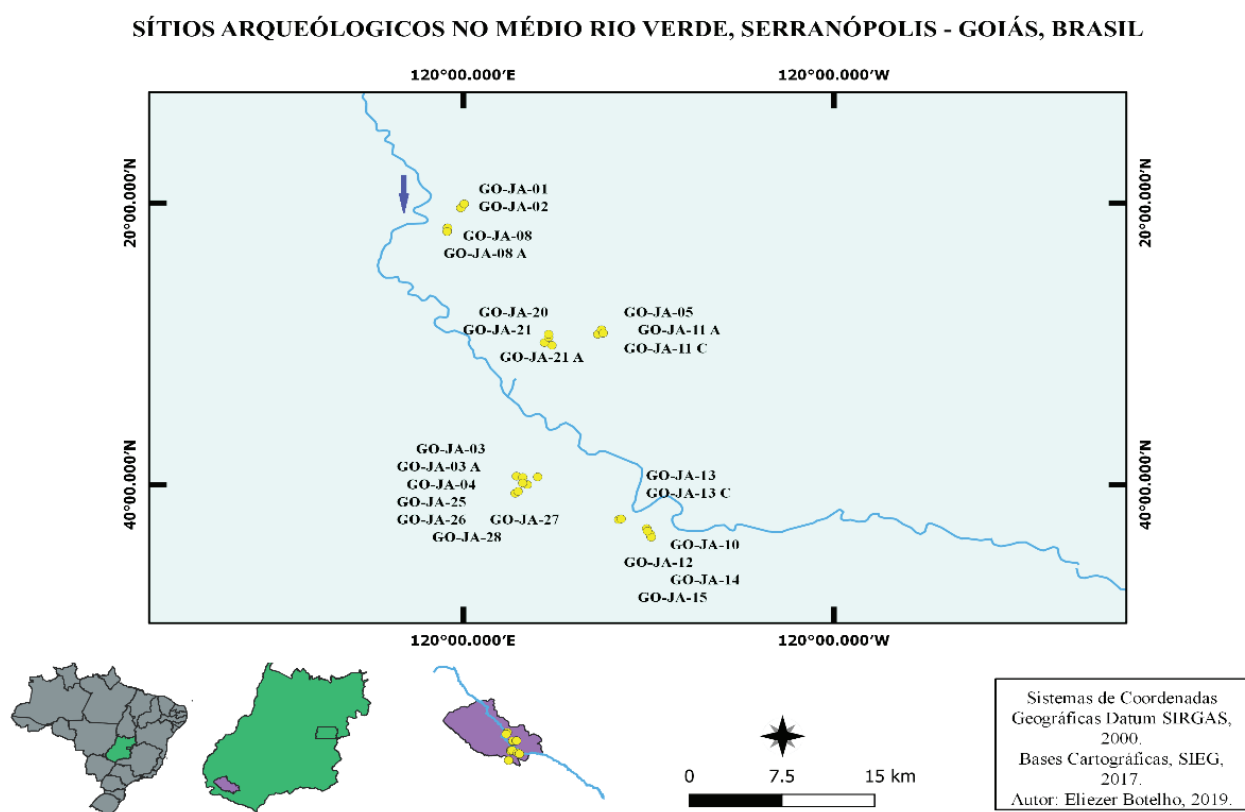 SÍTIOS ARQUEÓLOGICOS NO MÉDIO RIO VERDE, SERRANÓPOLIS - GOIÁS, BRASIL
120°00.000'E 120°00.000'W
20°00.000'N 20°00.000'N
GO-JA-01
GO-JA-02
GO-JA-08
GO-JA-08 A
GO-JA-20
GO-JA-21
GO-JA-21 A
GO-JA-05
GO-JA-11 A
GO-JA-11 C
40°00.000'N 40°00.000'N
GO-JA-03
GO-JA-03 A
GO-JA-04
GO-JA-25
GO-JA-26 GO-JA-27
GO-JA-28
GO-JA-13
GO-JA-13 C
GO-JA-10
GO-JA-12
GO-JA-14
GO-JA-15
120°00.000'E 120°00.000'W
0 7.5 15 km
Sistemas de Coordenadas
Geográficas Datum SIRGAS,
2000.
Bases Cartográficas, SIEG,
2017.
Autor: Eliezer Botelho, 2019.